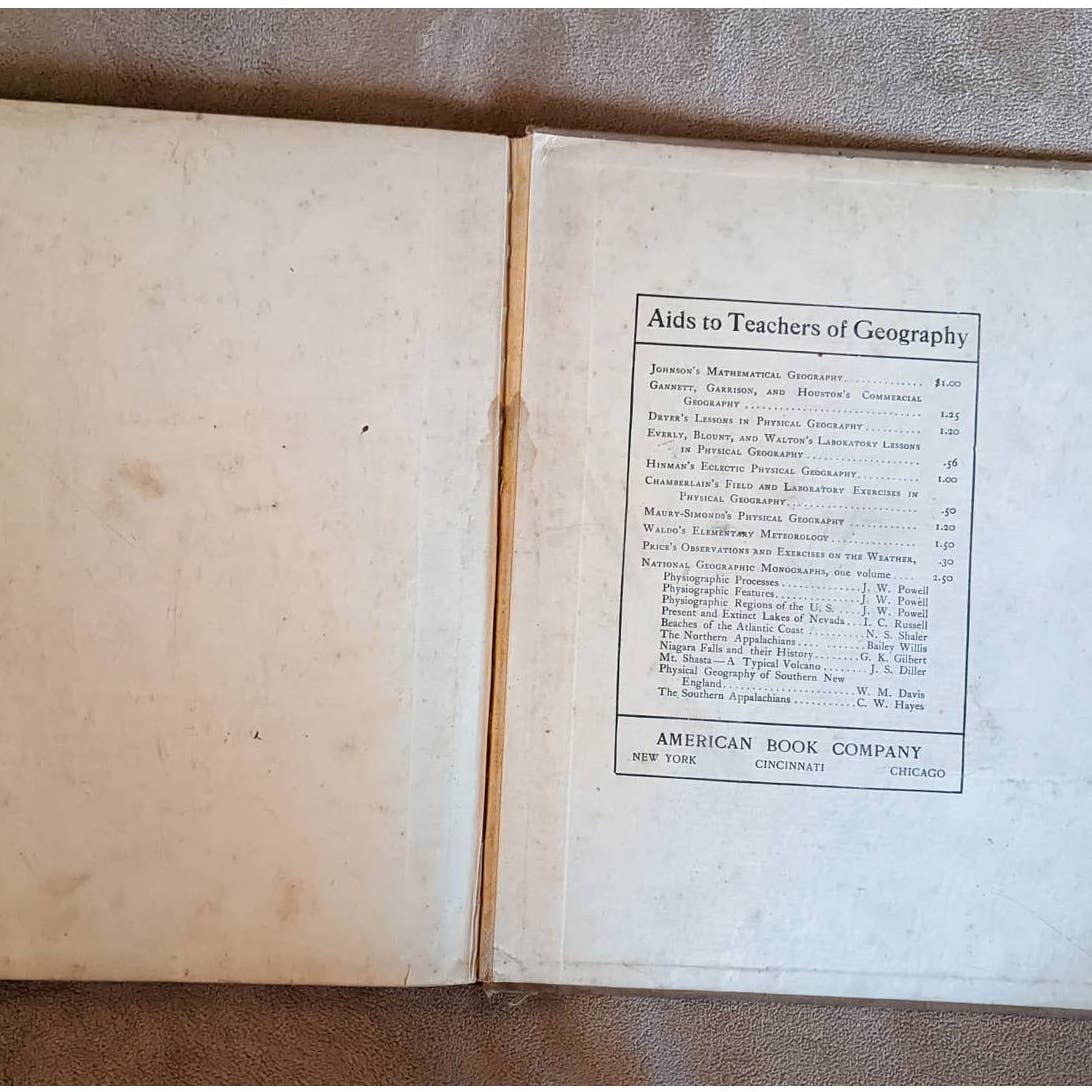 Aids to Teachers of Geography
Johnson's Mathematical Geography.............. $1.00
Gannett, Garrison, and Houston's Commercial
Geography ................................ 1.25
Dryer's Lessons in Physical Geography.......... 1.20
Everly, Blount, and Walton's Laboratory Lessons
in Physical Geography .................... .56
Hinman's Eclectic Physical Geography........... 1.00
Chamberlain's Field and Laboratory Exercises in
Physical Geography....................... .50
Maury-Simonds's Physical Geography ............ 1.20
Waldo's Elementary Meteorology ............... 1.50
Price's Observations and Exercises on the Weather, .30
National Geographic Monographs, one volume.... 2.50
Physiographic Processes............J. W. Powell
Physiographic Features.............J. W. Powell
Physiographic Regions of the U. S. ....J. W. Powell
Present and Extinct Lakes of Nevada...I. C. Russell
Beaches of the Atlantic Coast ..........N. S. Shaler
The Northern Appalachians.... .......Bailey Willis
Niagara Falls and their History........G. K. Gilbert
Mt. Shasta—A Typical Volcano........J. S. Diller
Physical Geography of Southern New
England.......................W. M. Davis
The Southern Appalachians...........C. W. Hayes
AMERICAN BOOK COMPANY
NEW YORK CINCINNATI CHICAGO